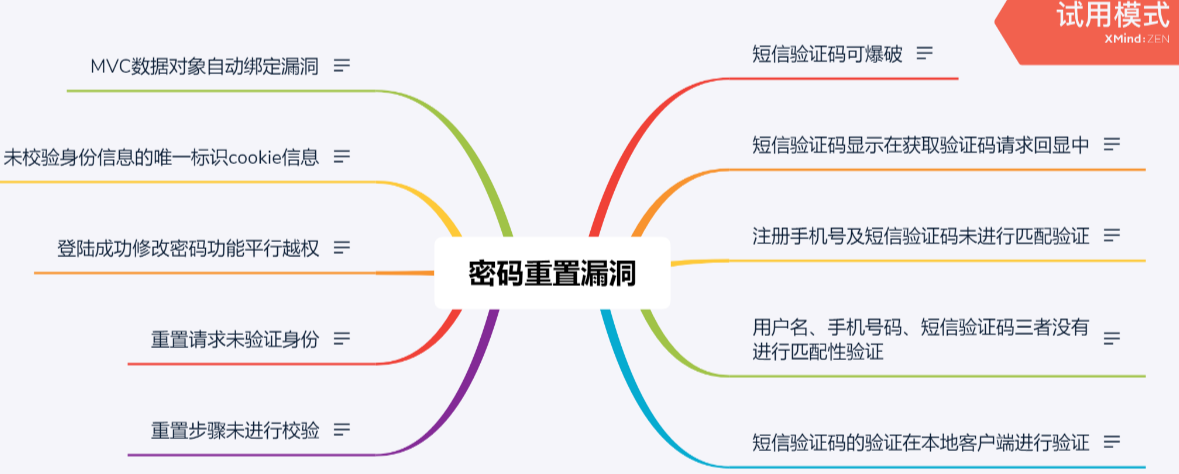 试用模式
XMind:ZEN
密码重置漏洞
短信验证码可爆破
短信验证码显示在获取验证码请求回显中
注册手机号及短信验证码未进行匹配验证
用户名、手机号码、短信验证码三者没有
进行匹配性验证
短信验证码的验证在本地客户端进行验证
MVC数据对象自动绑定漏洞
未校验身份信息的唯一标识cookie信息
登陆成功修改密码功能平行越权
重置请求未验证身份
重置步骤未进行校验